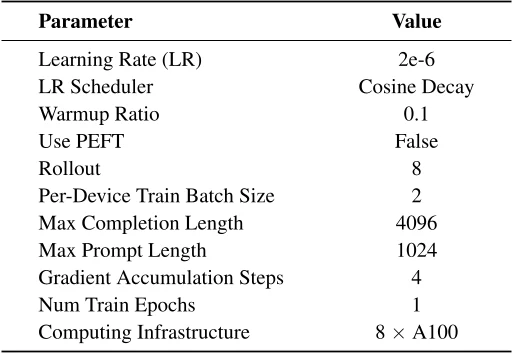 Parameter Value
Learning Rate (LR) 2e-6
LR Scheduler Cosine Decay
Warmup Ratio 0.1
Use PEFT False
Rollout 8
Per-Device Train Batch Size 2
Max Completion Length 4096
Max Prompt Length 1024
Gradient Accumulation Steps 4
Num Train Epochs 1
Computing Infrastructure 8 × A100